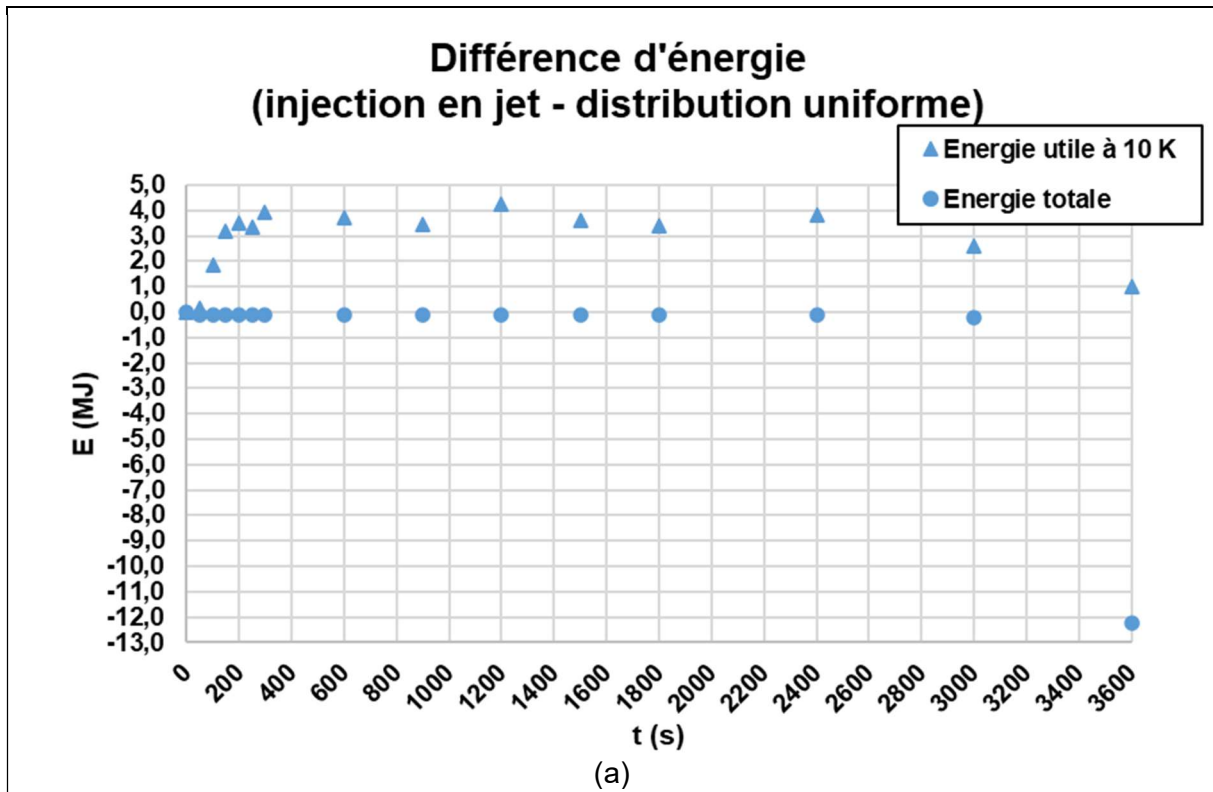 Différence d'énergie
(injection en jet - distribution uniforme)
Energie utile à 10 K
Energie totale
5,0
4,0
3,0
2,0
1,0
0,0
-1,0
-2,0
-3,0
-4,0
-5,0
-6,0
-7,0
-8,0
-9,0
-10,0
-11,0
-12,0
-13,0
E (MJ)
0 200 400 600 800 1000 1200 1400 1600 1800 2000 2200 2400 2600 2800 3000 3200 3400 3600
t (s)
(a)